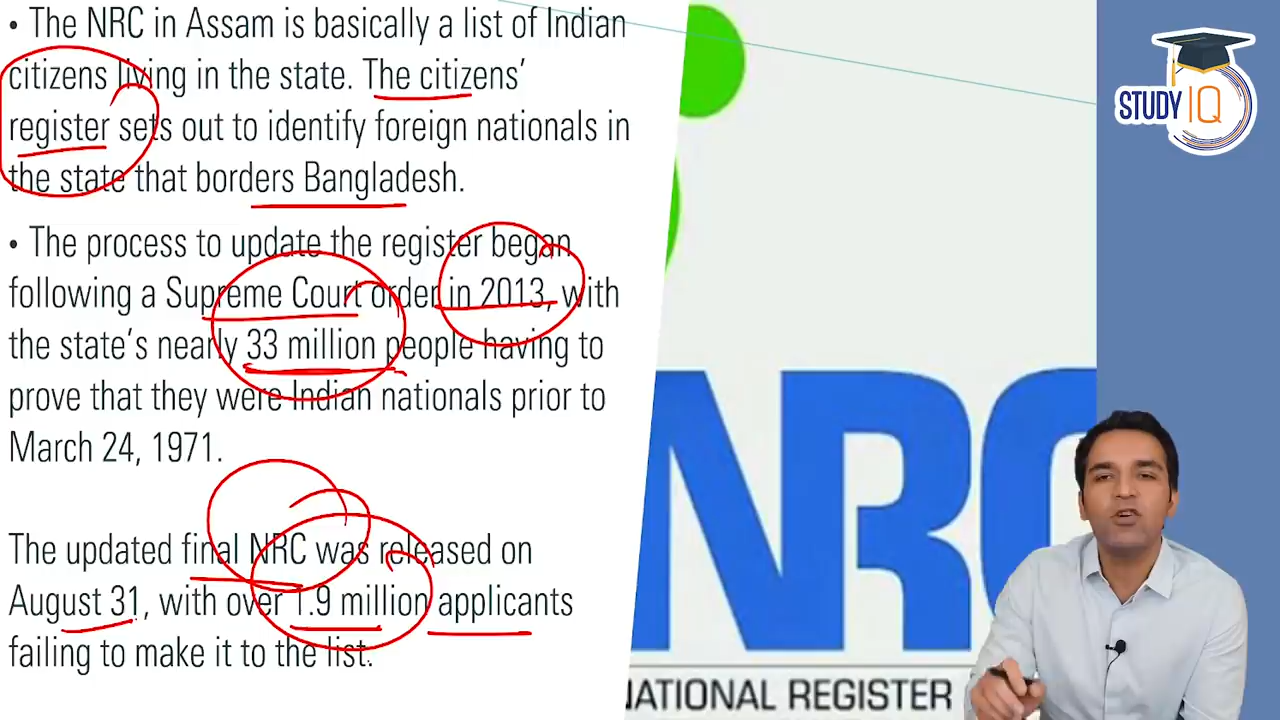 • The NRC in Assam is basically a list of Indian
citizens living in the state. The citizens'
register sets out to identify foreign nationals in
the state that borders Bangladesh.
• The process to update the register began
following a Supreme Court order in 2013, with
the state's nearly 33 million people having to
prove that they were Indian nationals prior to
March 24, 1971.
The updated final NRC was released on
August 31, with over 1.9 million applicants
failing to make it to the list.
NRC
NATIONAL REGISTER
STUDY IQ